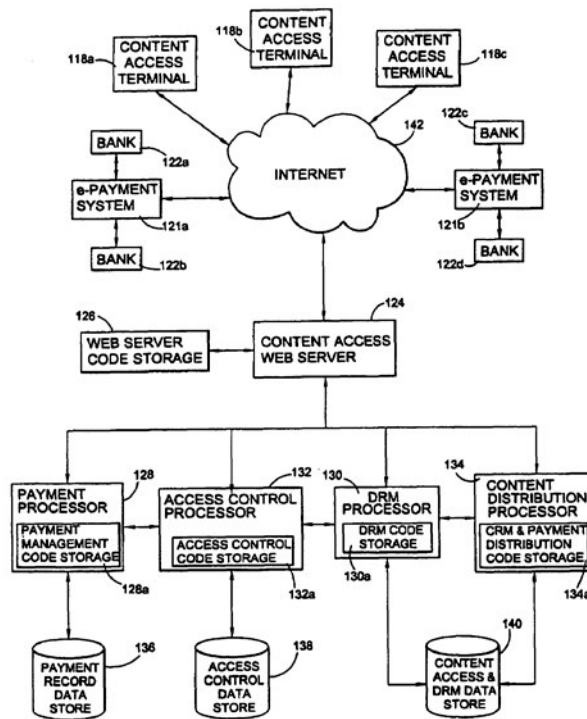 CONTENT
ACCESS
TERMINAL
118a
118b
CONTENT
ACCESS
TERMINAL
CONTENT
ACCESS
TERMINAL
118c
142
INTERNET
BANK
122a
e-PAYMENT
SYSTEM
121a
BANK
122b
122c
BANK
e-PAYMENT
SYSTEM
121b
BANK
122d
126
WEB SERVER
CODE STORAGE
124
CONTENT ACCESS
WEB SERVER
128
PAYMENT
PROCESSOR
PAYMENT
MANAGEMENT
CODE STORAGE
128a
132
ACCESS CONTROL
PROCESSOR
ACCESS CONTROL
CODE STORAGE
132a
130
DRM
PROCESSOR
DRM CODE
STORAGE
130a
134
CONTENT
DISTRIBUTION
PROCESSOR
CRM & PAYMENT
DISTRIBUTION
CODE STORAGE
134a
136
PAYMENT
RECORD DATA
STORE
138
ACCESS
CONTROL DATA
STORE
140
CONTENT
ACCESS &
DRM DATA
STORE